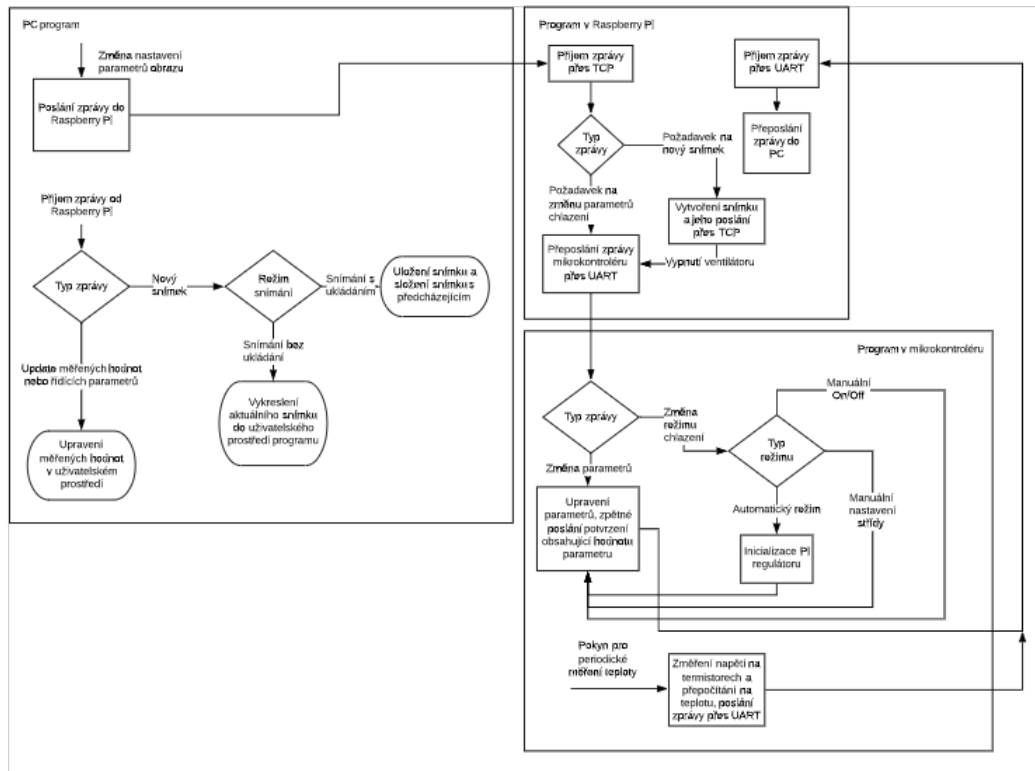 PC program
Změna nastavení
parametrů obrazu
Poslání zprávy do
Raspberry PI
Příjem zprávy od
Raspberry PI
Typ zprávy
Nový
snímek
Režim
snímání
Snímání s
ukládáním
Uložení snímku a
složení snímku s
předcházejícím
Snímání bez
ukládání
Vykreslení
aktuálního snímku
do uživatelského
prostředí programu
Update měřených hodnot
nebo řídících parametrů
Upravení
měřených hodnot
v uživatelském
prostředí
Program v Raspberry PI
Příjem zprávy
přes TCP
Typ
zprávy
Požadavek na
nový snímek
Požadavek na
změnu parametrů
chlazení
Vytvoření snímku
a jeho poslání
přes TCP
Vypnutí ventilátoru
Přeposlání zprávy
mikrokontroléru
přes UART
Příjem zprávy
přes UART
Přeposlání
zprávy do
PC
Program v mikrokontroléru
Typ zprávy
Změna
režimu
chlazení
Typ
režimu
Manuální
On/Off
Změna parametrů
Upravení
parametrů, zpětné
poslání potvrzení
obsahující hodnotu
parametru
Automatický režim
Inicializace PI
regulátoru
Manuální
nastavení
střídy
Pokyn pro
periodické
měření teploty
Změření napětí na
termistorech a
přepočítání na
teplotu, poslání
zprávy přes UART